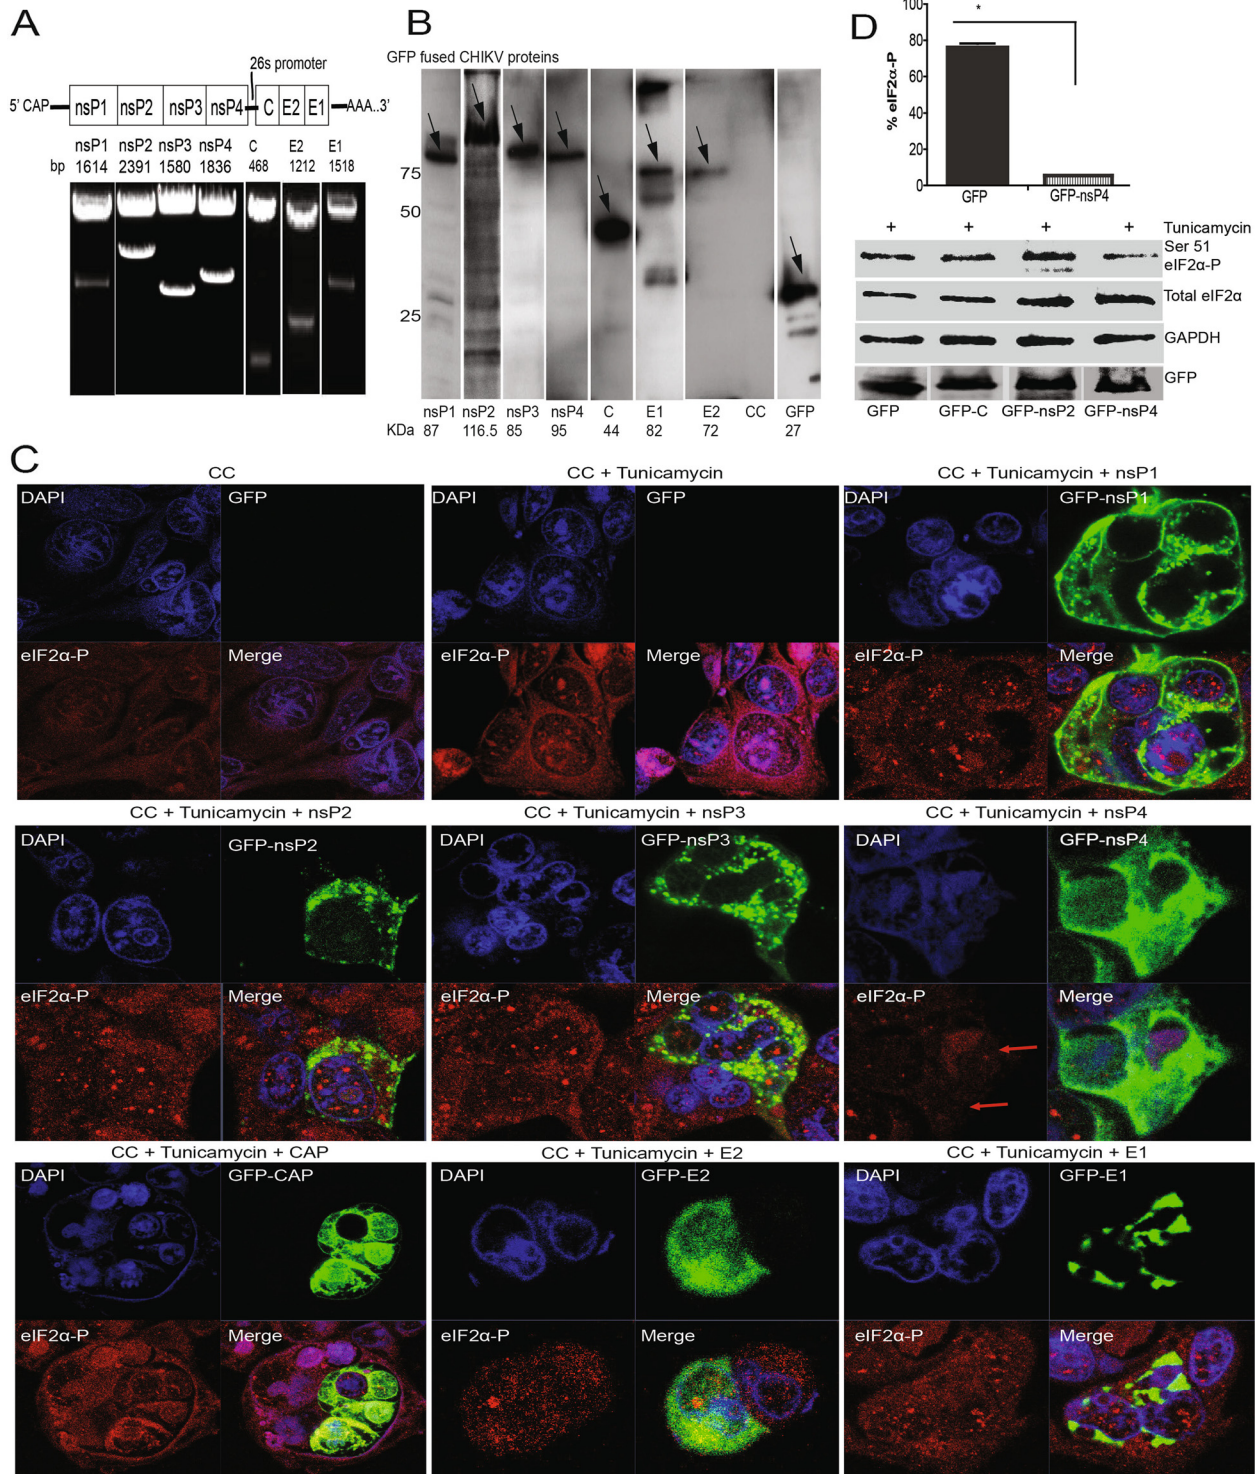 A
26s promoter
5' CAP nsP1 nsP2 nsP3 nsP4 C E2 E1 AAA..3'
nsP1 nsP2 nsP3 nsP4 C E2 E1
bp 1614 2391 1580 1836 468 1212 1518
B
GFP fused CHIKV proteins
75
50
25
nsP1 nsP2 nsP3 nsP4 C E1 E2 CC GFP
KDa 87 116.5 85 95 44 82 72 27
D
% eIF2α-P
100
80
60
40
20
0
*
GFP GFP-nsP4
+ + + + Tunicamycin
Ser 51
eIF2α-P
Total eIF2α
GAPDH
GFP
GFP GFP-C GFP-nsP2 GFP-nsP4
C
CC
DAPI GFP
eIF2α-P Merge
CC + Tunicamycin
DAPI GFP
eIF2α-P Merge
CC + Tunicamycin + nsP1
DAPI GFP-nsP1
eIF2α-P Merge
CC + Tunicamycin + nsP2
DAPI GFP-nsP2
eIF2α-P Merge
CC + Tunicamycin + nsP3
DAPI GFP-nsP3
eIF2α-P Merge
CC + Tunicamycin + nsP4
DAPI GFP-nsP4
eIF2α-P Merge
CC + Tunicamycin + CAP
DAPI GFP-CAP
eIF2α-P Merge
CC + Tunicamycin + E2
DAPI GFP-E2
eIF2α-P Merge
CC + Tunicamycin + E1
DAPI GFP-E1
eIF2α-P Merge